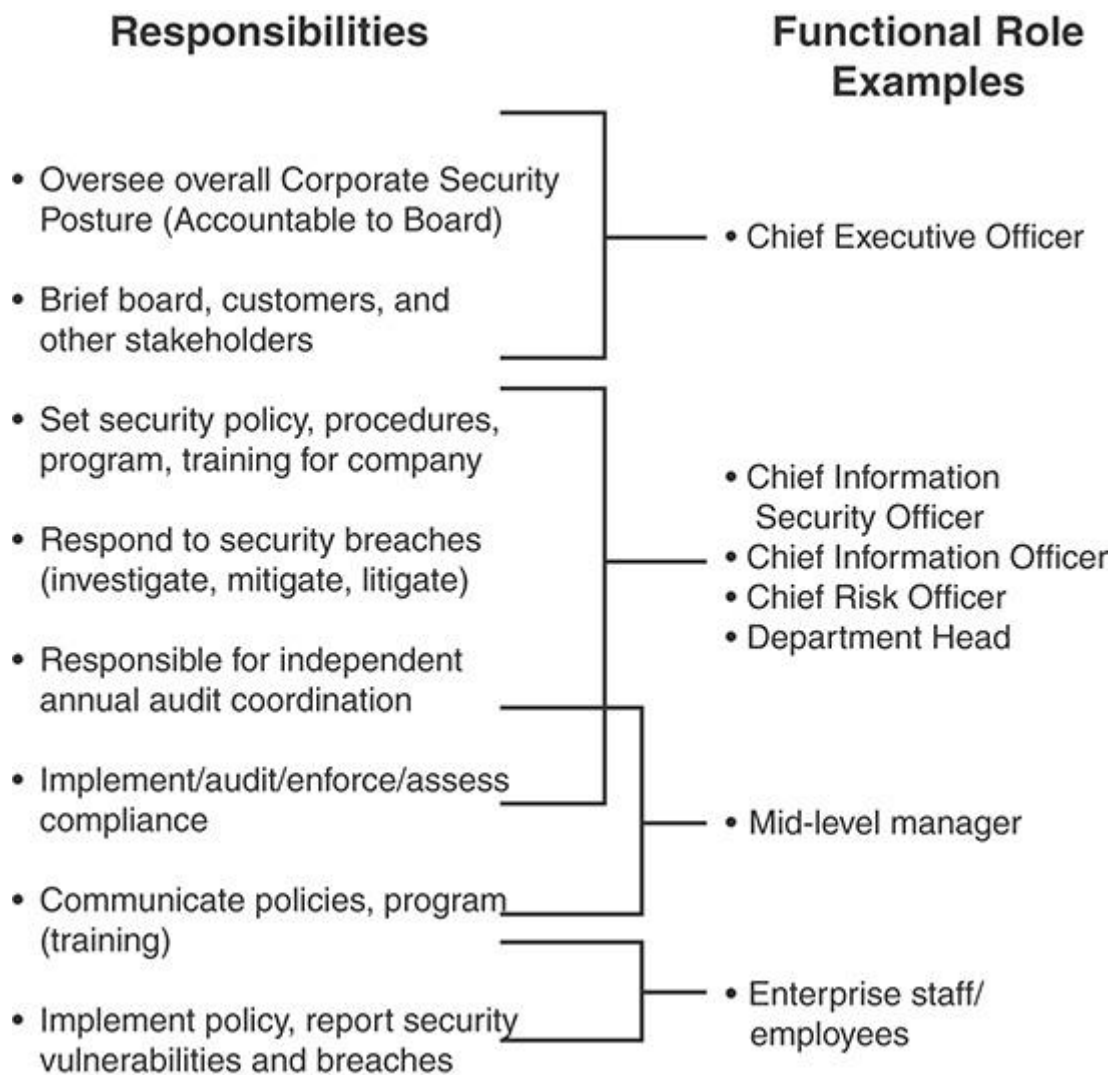 Responsibilities
• Oversee overall Corporate Security
Posture (Accountable to Board)
• Brief board, customers, and
other stakeholders
• Set security policy, procedures,
program, training for company
• Respond to security breaches
(investigate, mitigate, litigate)
• Responsible for independent
annual audit coordination
• Implement/audit/enforce/assess
compliance
• Communicate policies, program
(training)
• Implement policy, report security
vulnerabilities and breaches
Functional Role
Examples
• Chief Executive Officer
• Chief Information
Security Officer
• Chief Information Officer
• Chief Risk Officer
• Department Head
• Mid-level manager
• Enterprise staff/
employees